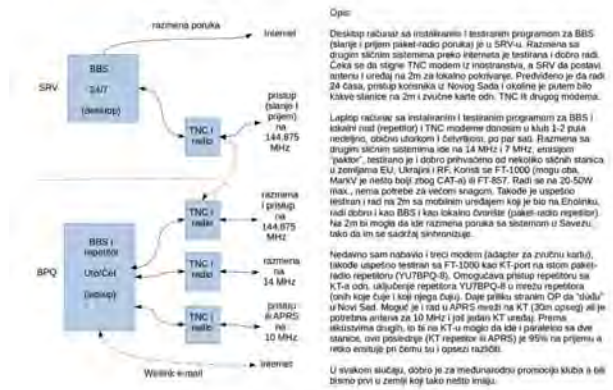 razmena poruka
Internet
BBS
24/7
(desktop)
SRV
TNC i
radio
pristup
(slanje i
prijem)
na
144.875
MHz
BBS i
repetitor
Uto/Čet
(laptop)
BPQ
TNC i
radio
razmena
i pristup
na
144.875
MHz
TNC i
radio
razmena
na
14 MHz
TNC i
radio
pristup
ili APRS
na
10 MHz
Internet
Winlink e-mail
Opis:
Desktop računar sa instaliranim i testiranim programom za BBS
(slanje i prijem paket-radio poruka) je u SRV-u. Razmena sa
drugim sličnim sistemima preko interneta je testirana i dobro radi.
Čeka se da stigne TNC modem iz inostranstva, a SRV da postavi
antenu i uređaj na 2m za lokalno pokrivanje. Predviđeno je da radi
24 časa, pristup korisnika iz Novog Sada i okoline je putem bilo
kakve stanice na 2m i zvučne karte odn. TNC ili drugog modema.
Laptop računar sa instaliranim i testiranim programom za BBS i
lokalni nod (repetitor) i TNC modeme donosim u klub 1-2 puta
nedeljno, obično utorkom i četvrtkom, po par sati. Razmena sa
drugim sličnim sistemima ide na 14 MHz i 7 MHz, emisijom
"paktor", testirano je i dobro prihvaćeno od nekoliko sličnih stanica
u zemljama EU, Ukrajini i RF. Koristi se FT-1000 (mogu oba,
MarkV je nešto bolji zbog CAT-a) ili FT-857. Radi se na 20-50W
max., nema potrebe za većom snagom. Takođe je uspešno
testiran i rad na 2m sa mobilnim uređajem koji je bio na Eholinku,
radi dobro i kao BBS i kao lokalno čvorište (paket-radio repetitor).
Na 2m bi mogla da ide razmena poruka sa sistemom u Savezu,
tako da im se sadržaj sinhronizuje.
Nedavno sam nabavio i treći modem (adapter za zvučnu kartu),
takođe uspešno testiran sa FT-1000 kao KT-port na istom paket-
radio repetitoru (YU7BPQ-8). Omogućava pristup repetitoru sa
KT-a odn. uključenje repetitora YU7BPQ-8 u mrežu repetitora
(onih koje čuje i koji njega čuju). Daje priliku stranim OP da "dođu"
u Novi Sad. Moguć je i rad u APRS mreži na KT (30m opseg) ali je
potrebna antena za 10 MHz i još jedan KT uređaj. Prema
iskustvima drugih, to bi na KT-u moglo da ide i paralelno sa dve
stanice, ovo poslednje (KT repetitor ili APRS) je 95% na prijemu a
retko emituje pri čemu su i opsezi različiti.
U svakom slučaju, dobro je za međunarodnu promociju kluba a bili
bismo prvi u zemlji koji tako nešto imaju.